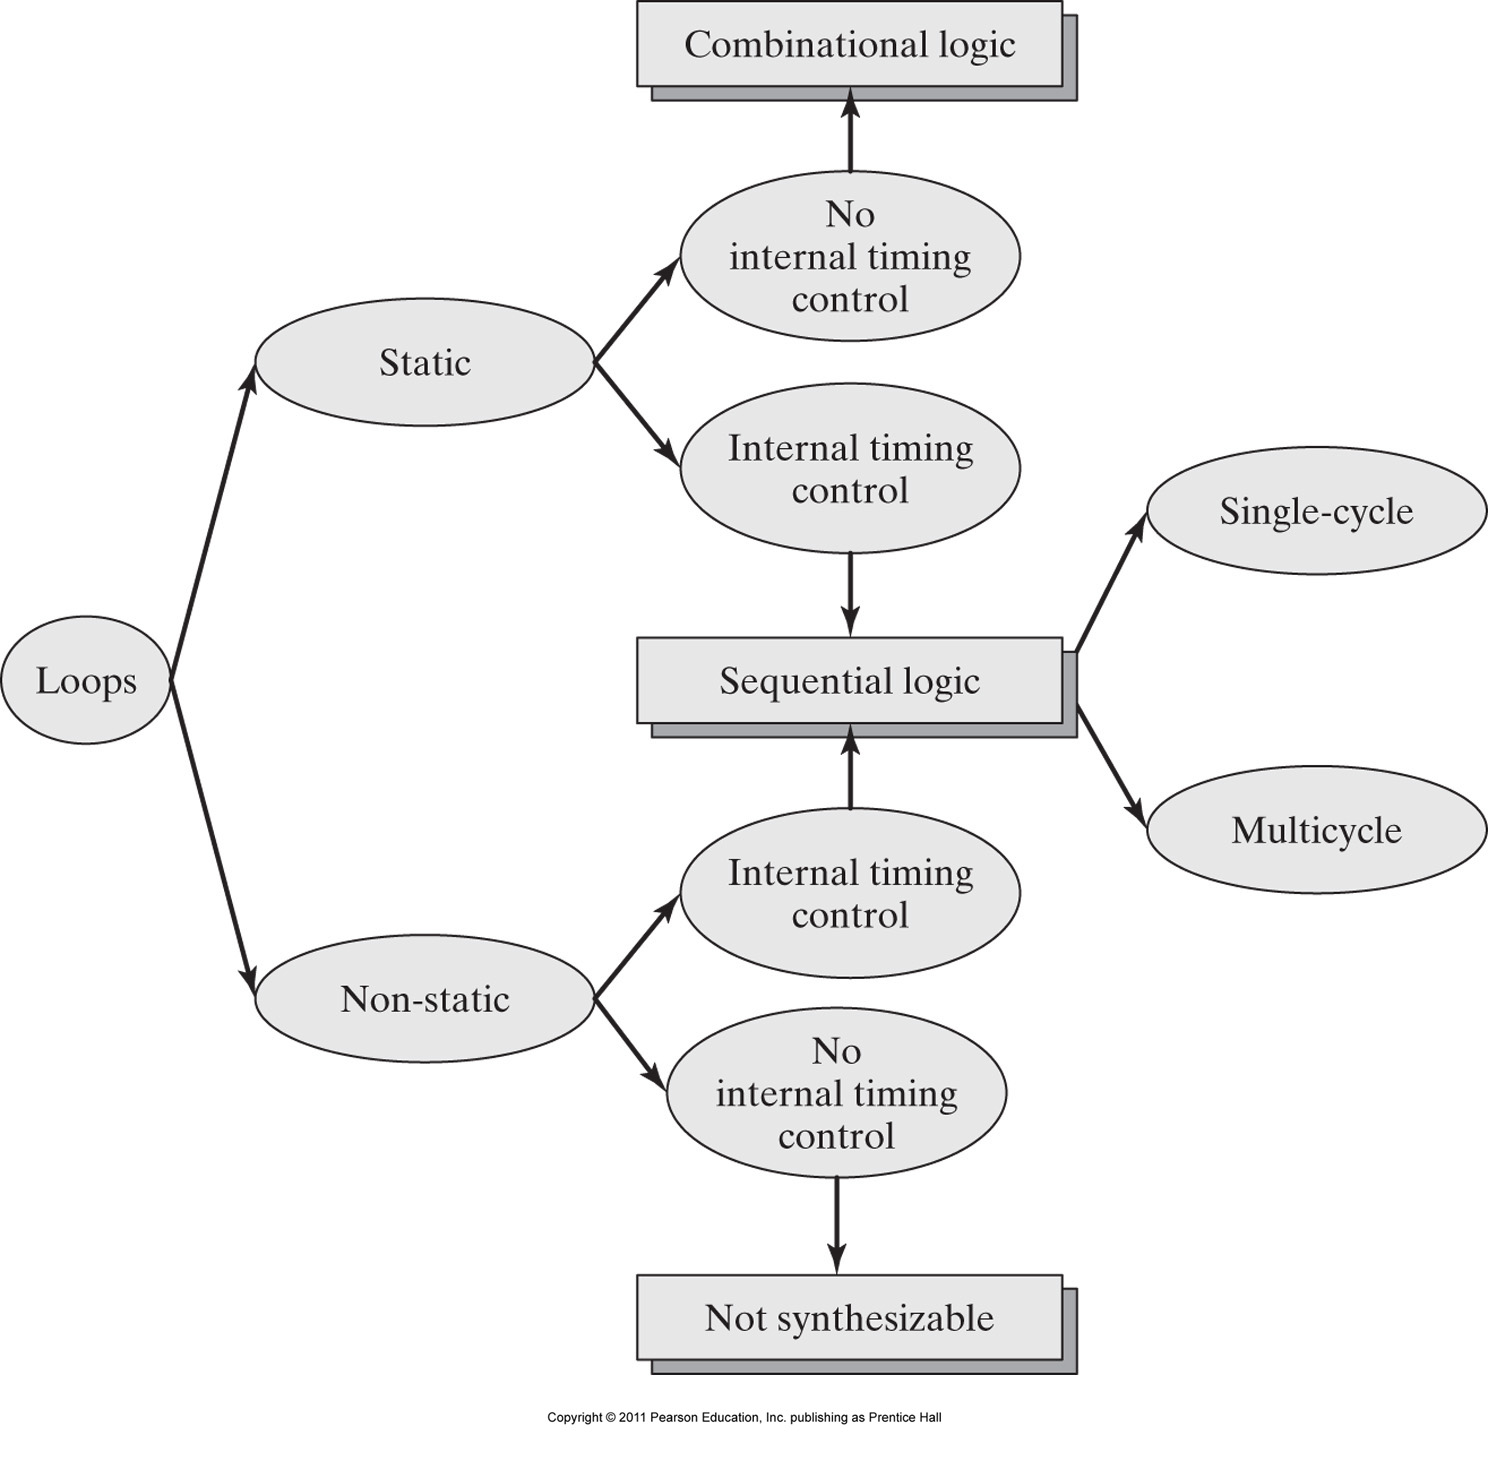 Combinational logic
No
internal timing
control
Static
Internal timing
control
Single-cycle
Loops
Sequential logic
Multicycle
Internal timing
control
Non-static
No
internal timing
control
Not synthesizable
Copyright © 2011 Pearson Education, Inc. publishing as Prentice Hall